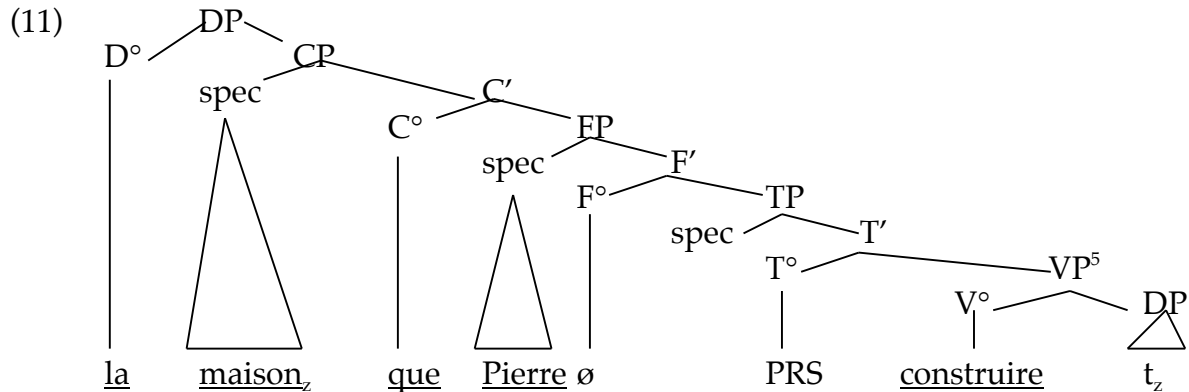 (11) DP
D° CP
spec C′
C° FP
spec F′
F° TP
spec T′
T° VP⁵
V° DP
la maison_z que Pierre ø PRS construire t_z